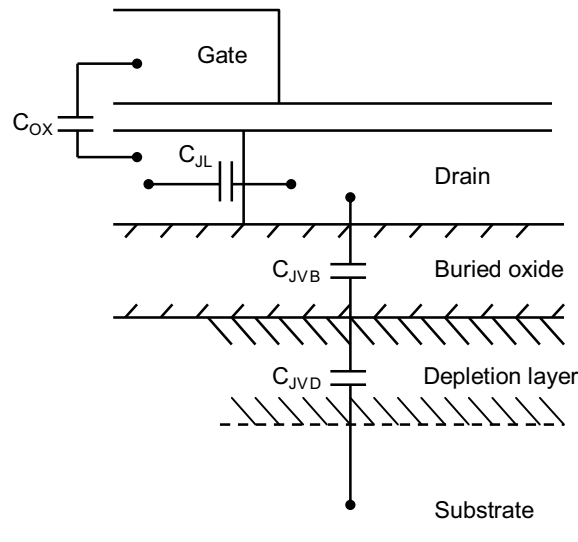 Gate
C_OX
C_JL
Drain
C_JVB
Buried oxide
C_JVD
Depletion layer
Substrate